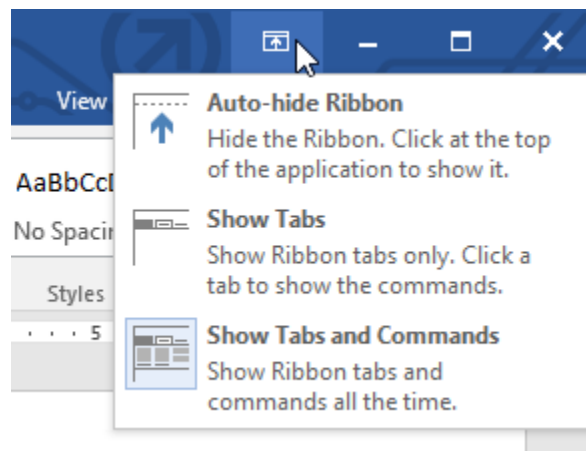 View
Auto-hide Ribbon
Hide the Ribbon. Click at the top
of the application to show it.
AaBbCcD
No Spacin
Show Tabs
Show Ribbon tabs only. Click a
tab to show the commands.
Styles
5
Show Tabs and Commands
Show Ribbon tabs and
commands all the time.